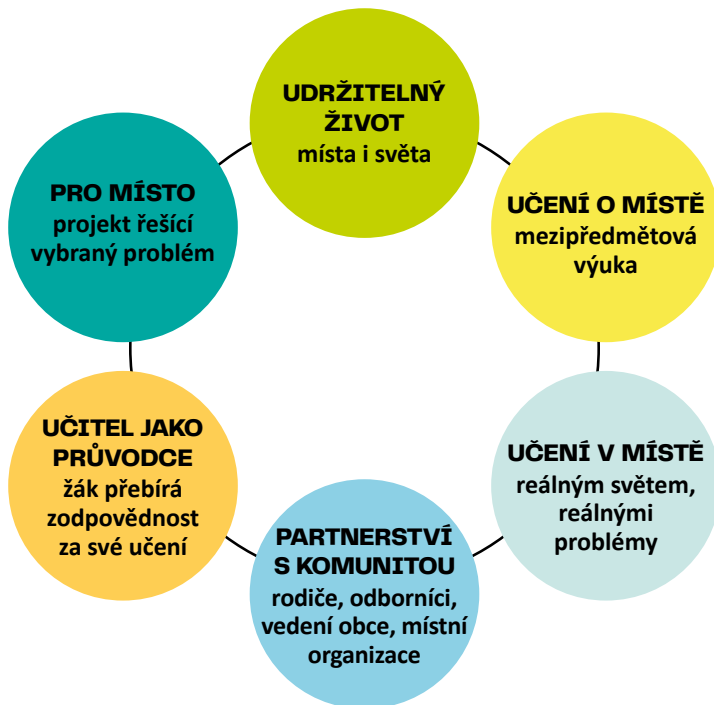 UDRŽITELNÝ
ŽIVOT
místa i světa
UČENÍ O MÍSTĚ
mezipředmětová
výuka
UČENÍ V MÍSTĚ
reálným světem,
reálnými
problémy
PARTNERSTVÍ
S KOMUNITOU
rodiče, odborníci,
vedení obce, místní
organizace
UČITEL JAKO
PRŮVODCE
žák přebírá
zodpovědnost
za své učení
PRO MÍSTO
projekt řešící
vybraný problém